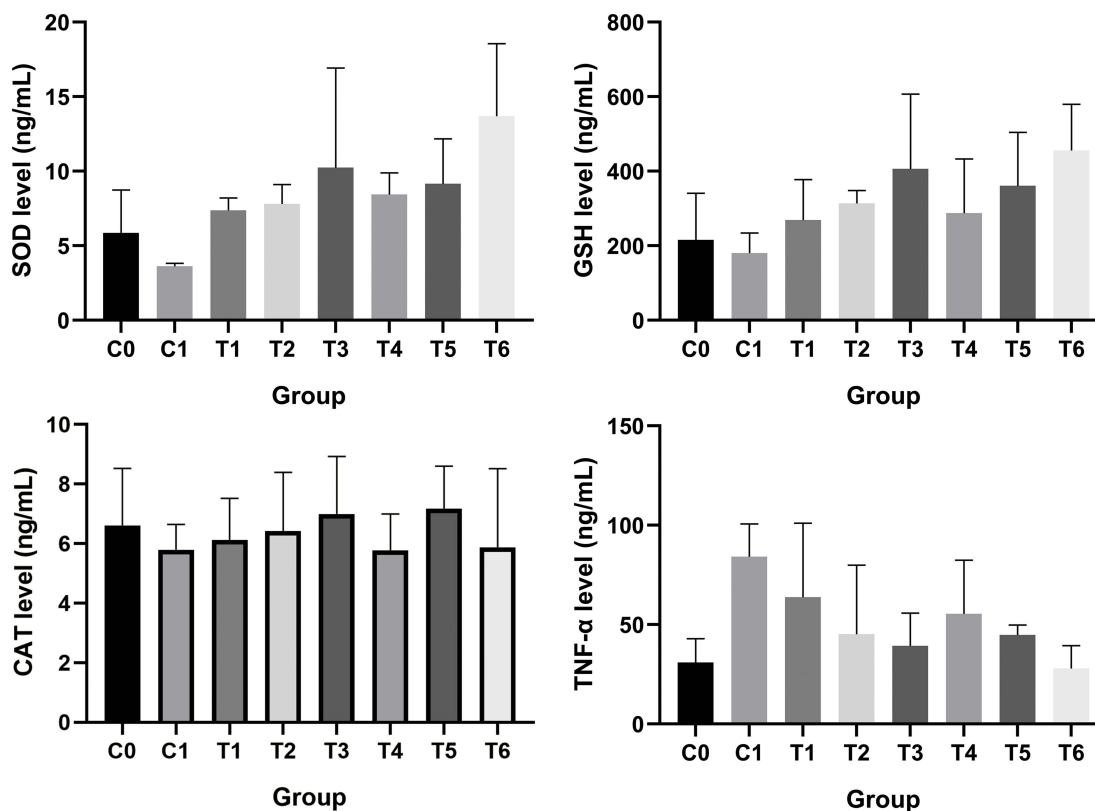 SOD level (ng/mL)
20
15
10
5
0
C0 C1 T1 T2 T3 T4 T5 T6
Group
GSH level (ng/mL)
800
600
400
200
0
C0 C1 T1 T2 T3 T4 T5 T6
Group
CAT level (ng/mL)
10
8
6
4
2
0
C0 C1 T1 T2 T3 T4 T5 T6
Group
TNF-α level (ng/mL)
150
100
50
0
C0 C1 T1 T2 T3 T4 T5 T6
Group